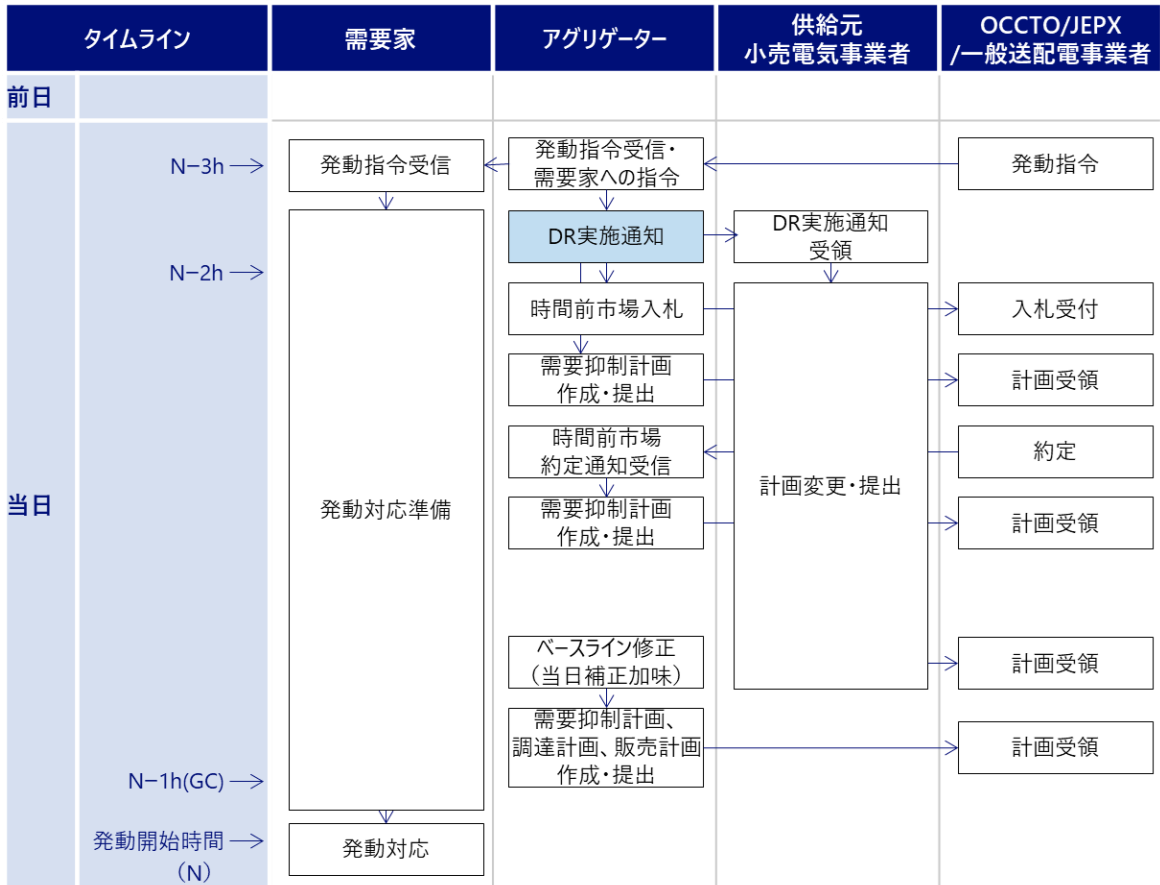 タイムライン
需要家
アグリゲーター
供給元
小売電気事業者
OCCTO/JEPX
/一般送配電事業者
前日
当日
N−3h
発動指令受信
発動指令受信・
需要家への指令
発動指令
DR実施通知
DR実施通知
受領
N−2h
時間前市場入札
入札受付
需要抑制計画
作成・提出
計画受領
時間前市場
約定通知受信
約定
発動対応準備
計画変更・提出
需要抑制計画
作成・提出
計画受領
ベースライン修正
（当日補正加味）
計画受領
需要抑制計画、
調達計画、販売計画
作成・提出
計画受領
N−1h(GC)
発動開始時間
（N）
発動対応